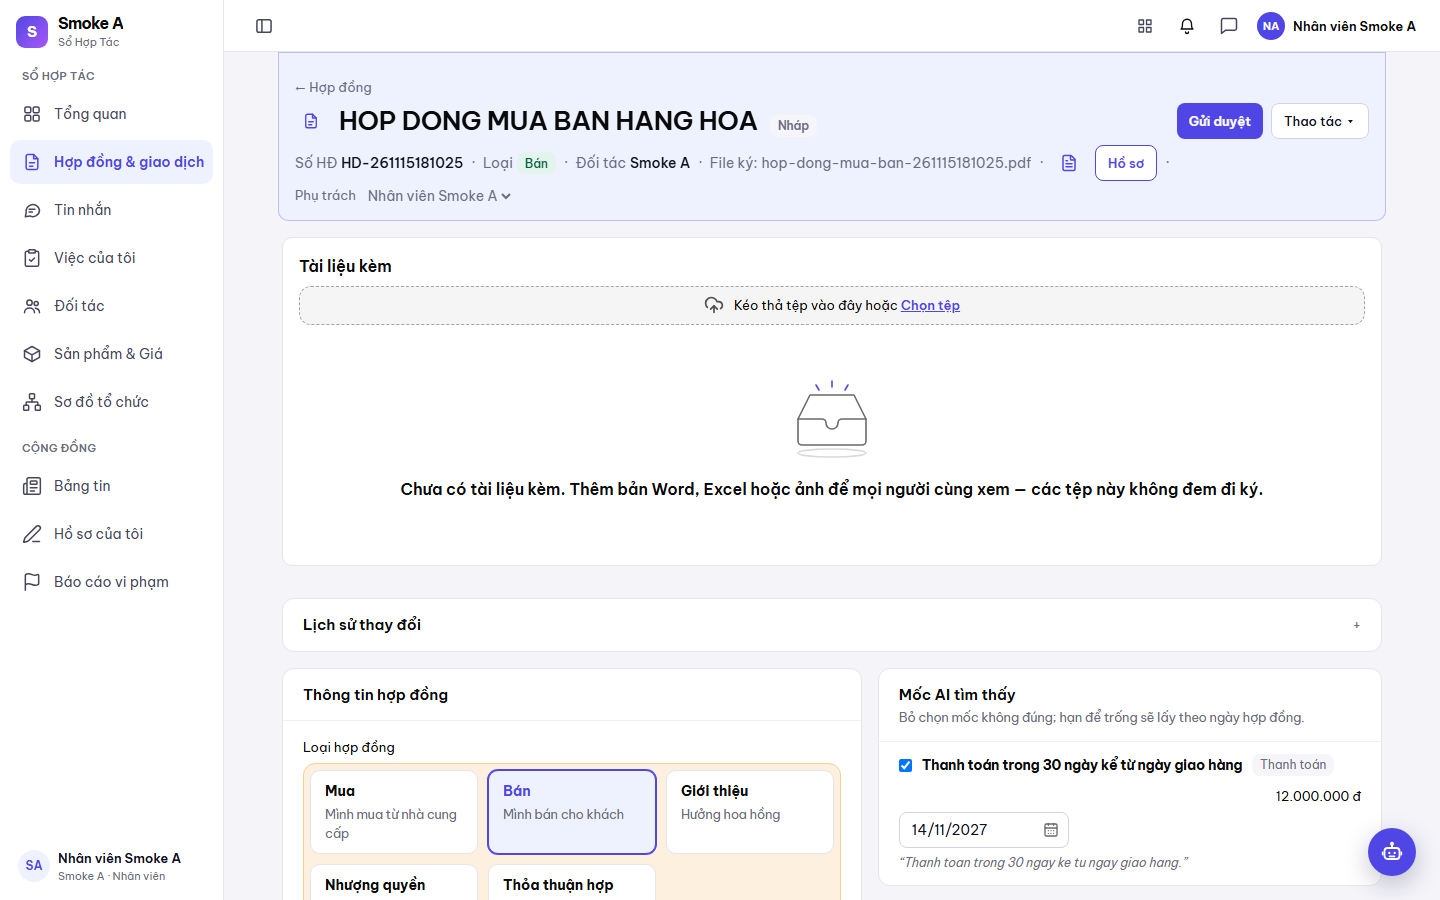 S
Smoke A
Sổ Hợp Tác
SỔ HỢP TÁC
Tổng quan
Hợp đồng & giao dịch
Tin nhắn
Việc của tôi
Đối tác
Sản phẩm & Giá
Sơ đồ tổ chức
CỘNG ĐỒNG
Bảng tin
Hồ sơ của tôi
Báo cáo vi phạm
SA
Nhân viên Smoke A
Smoke A · Nhân viên
NA
Nhân viên Smoke A
← Hợp đồng
HOP DONG MUA BAN HANG HOA
Nháp
Gửi duyệt
Thao tác
Số HĐ HD-261115181025 · Loại Bán · Đối tác Smoke A · File ký: hop-dong-mua-ban-261115181025.pdf · Hồ sơ ·
Phụ trách Nhân viên Smoke A
Tài liệu kèm
Kéo thả tệp vào đây hoặc Chọn tệp
Chưa có tài liệu kèm. Thêm bản Word, Excel hoặc ảnh để mọi người cùng xem — các tệp này không đem đi ký.
Lịch sử thay đổi
+
Thông tin hợp đồng
Loại hợp đồng
Mua
Mình mua từ nhà cung
cấp
Bán
Mình bán cho khách
Giới thiệu
Hưởng hoa hồng
Nhượng quyền
Thỏa thuận hợp
Mốc AI tìm thấy
Bỏ chọn mốc không đúng; hạn để trống sẽ lấy theo ngày hợp đồng.
Thanh toán trong 30 ngày kể từ ngày giao hàng
Thanh toán
12.000.000 đ
14/11/2027
“Thanh toan trong 30 ngay ke tu ngay giao hang.”